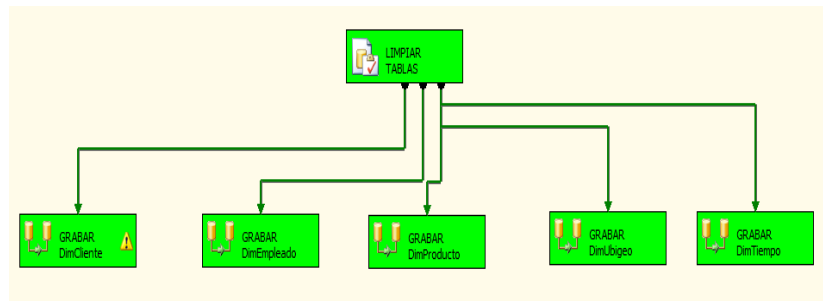 LIMPIAR
TABLAS
GRABAR
DimCliente
GRABAR
DimEmpleado
GRABAR
DimProducto
GRABAR
DimUbigeo
GRABAR
DimTiempo